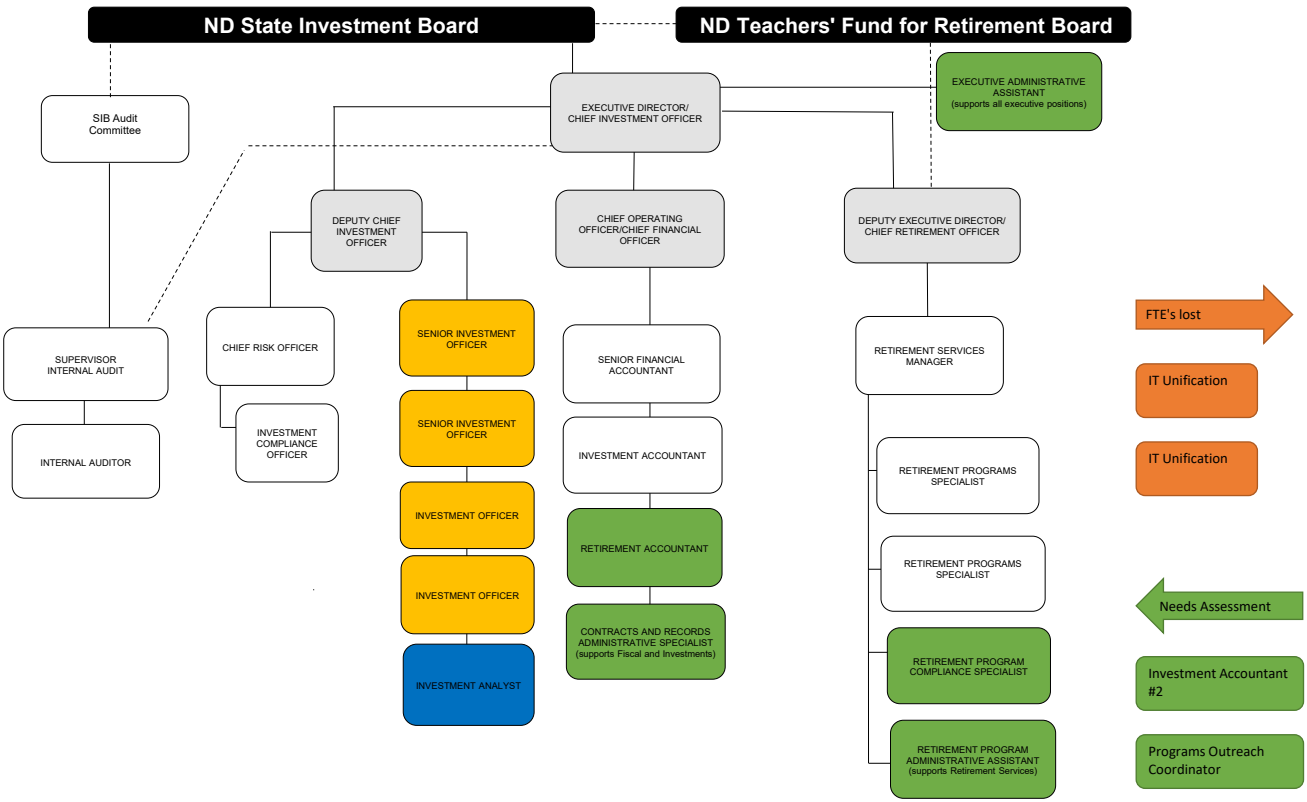 ND State Investment Board
ND Teachers' Fund for Retirement Board
EXECUTIVE ADMINISTRATIVE
ASSISTANT
(supports all executive positions)
EXECUTIVE DIRECTOR/
CHIEF INVESTMENT OFFICER
SIB Audit
Committee
DEPUTY CHIEF
INVESTMENT
OFFICER
CHIEF OPERATING
OFFICER/CHIEF FINANCIAL
OFFICER
DEPUTY EXECUTIVE DIRECTOR/
CHIEF RETIREMENT OFFICER
SUPERVISOR
INTERNAL AUDIT
INTERNAL AUDITOR
CHIEF RISK OFFICER
INVESTMENT
COMPLIANCE
OFFICER
SENIOR INVESTMENT
OFFICER
SENIOR INVESTMENT
OFFICER
INVESTMENT OFFICER
INVESTMENT OFFICER
INVESTMENT ANALYST
SENIOR FINANCIAL
ACCOUNTANT
INVESTMENT ACCOUNTANT
RETIREMENT ACCOUNTANT
CONTRACTS AND RECORDS
ADMINISTRATIVE SPECIALIST
(supports Fiscal and Investments)
RETIREMENT SERVICES
MANAGER
RETIREMENT PROGRAMS
SPECIALIST
RETIREMENT PROGRAMS
SPECIALIST
RETIREMENT PROGRAM
COMPLIANCE SPECIALIST
RETIREMENT PROGRAM
ADMINISTRATIVE ASSISTANT
(supports Retirement Services)
FTE's lost
IT Unification
IT Unification
Needs Assessment
Investment Accountant
#2
Programs Outreach
Coordinator